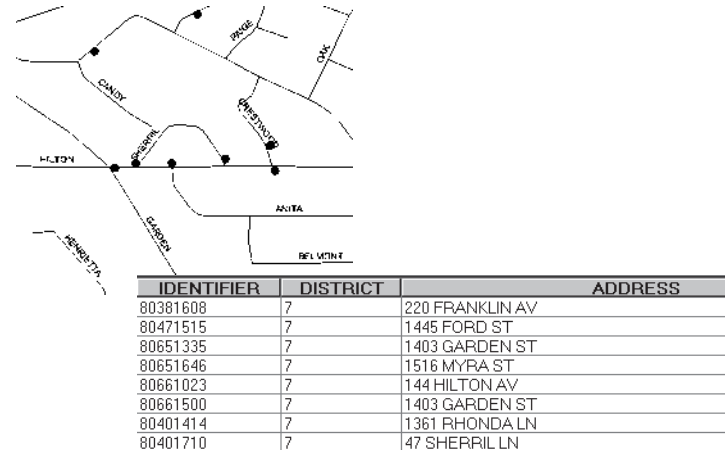 PAIGE
OAK
CANDY
CRESTWOOD
SHERRIL
HILTON
ANITA
GARDEN
HENRIETTA
BELMONT
IDENTIFIER DISTRICT ADDRESS
80381608 7 220 FRANKLIN AV
80471515 7 1445 FORD ST
80651335 7 1403 GARDEN ST
80651646 7 1516 MYRA ST
80661023 7 144 HILTON AV
80661500 7 1403 GARDEN ST
80401414 7 1361 RHONDA LN
80401710 7 47 SHERRIL LN